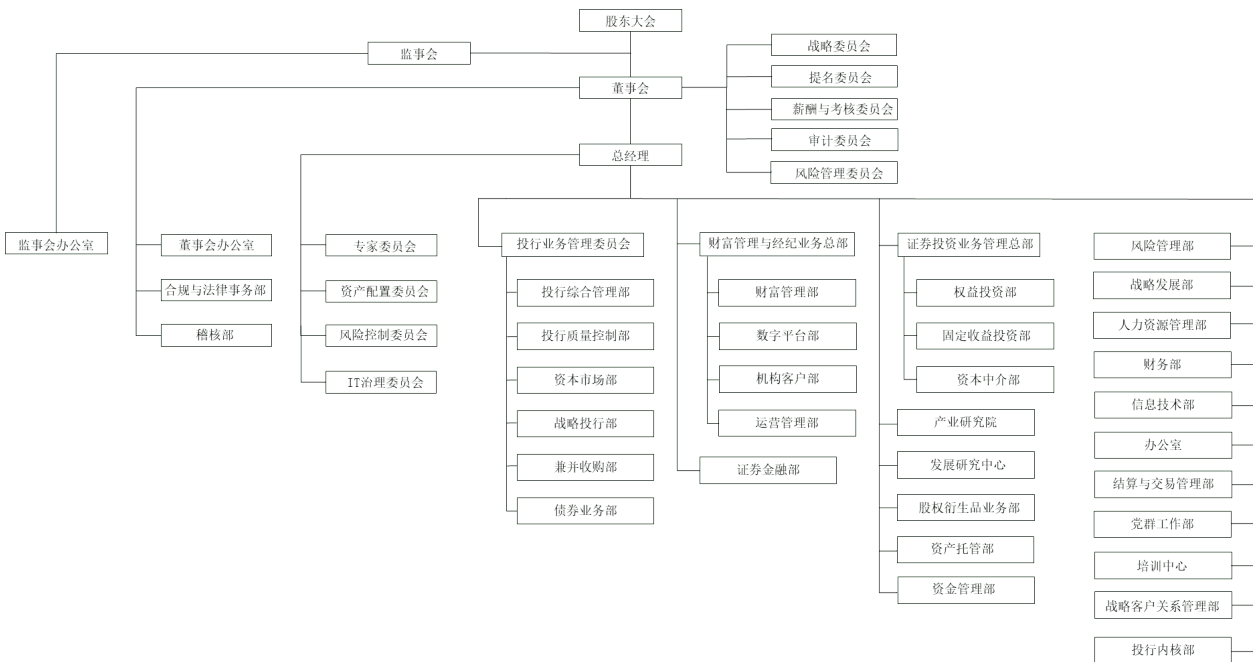 股东大会
监事会
董事会
战略委员会
提名委员会
薪酬与考核委员会
审计委员会
风险管理委员会
总经理
监事会办公室
董事会办公室
合规与法律事务部
稽核部
专家委员会
资产配置委员会
风险控制委员会
IT治理委员会
投行业务管理委员会
投行综合管理部
投行质量控制部
资本市场部
战略投行部
兼并收购部
债券业务部
财富管理与经纪业务总部
财富管理部
数字平台部
机构客户部
运营管理部
证券金融部
证券投资业务管理总部
权益投资部
固定收益投资部
资本中介部
产业研究院
发展研究中心
股权衍生品业务部
资产托管部
资金管理部
风险管理部
战略发展部
人力资源管理部
财务部
信息技术部
办公室
结算与交易管理部
党群工作部
培训中心
战略客户关系管理部
投行内核部